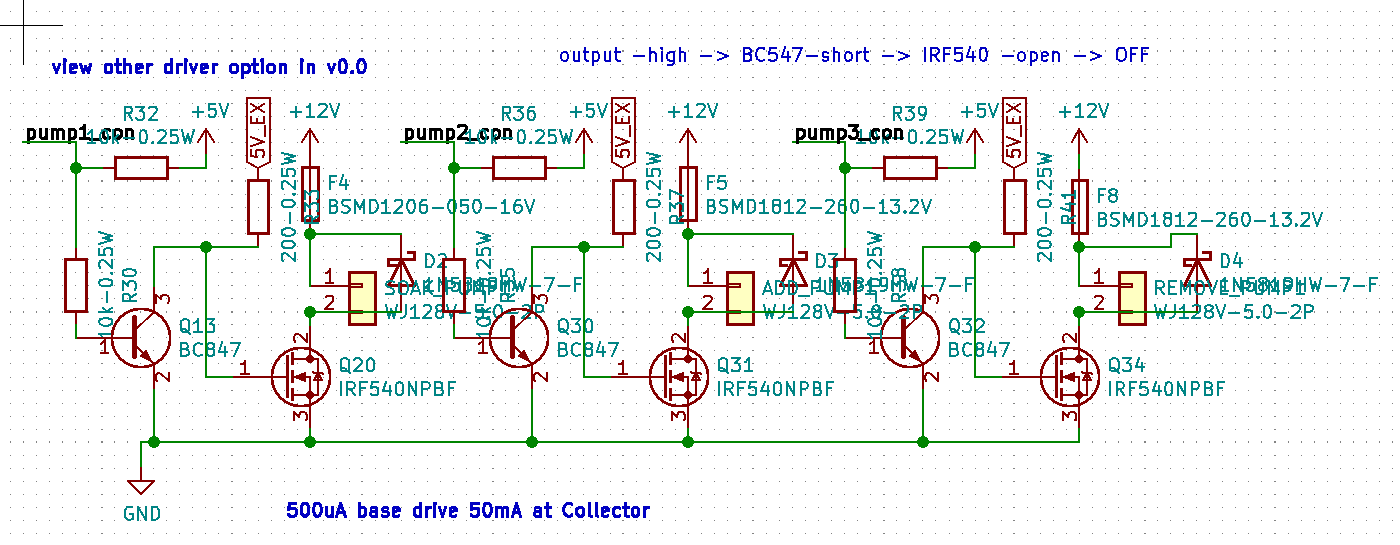 output -high -> BC547-short -> IRF540 -open -> OFF
view other driver option in v0.0
R32
+5V
5V_EX
+12V
R36
+5V
5V_EX
+12V
R39
+5V
5V_EX
+12V
pump1_con
10k-0.25W
pump2_con
10k-0.25W
pump3_con
10k-0.25W
R33
200-0.25W
F4
BSMD1206-050-16V
R37
200-0.25W
F5
BSMD1812-260-13.2V
R41
200-0.25W
F8
BSMD1812-260-13.2V
10k-0.25W
R30
D2
1N5819HW-7-F
1
2
WJ128V-5.0-2P
10k-0.25W
D3
1N5819HW-7-F
1
2
ADD_PUMP1
WJ128V-5.0-2P
10k-0.25W
R38
D4
1N5819HW-7-F
1
2
REMOVE_PUMP1
WJ128V-5.0-2P
3
1
2
Q13
BC847
1
2
3
Q20
IRF540NPBF
3
1
2
Q30
BC847
1
2
3
Q31
IRF540NPBF
3
1
2
Q32
BC847
1
2
3
Q34
IRF540NPBF
GND
500uA base drive 50mA at Collector